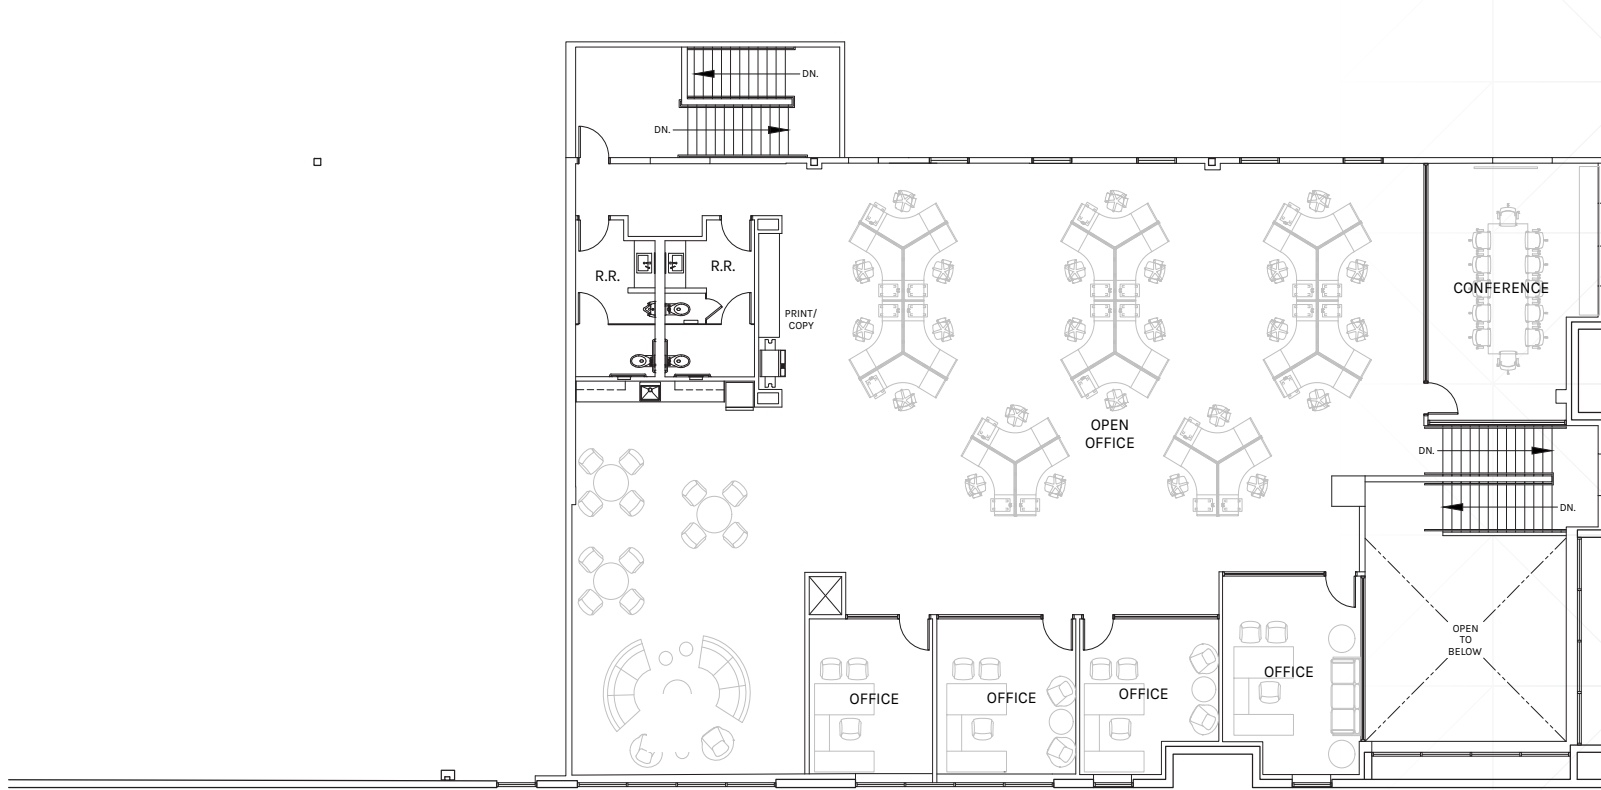 DN.
DN.
R.R.
R.R.
PRINT/
COPY
CONFERENCE
OPEN
OFFICE
DN.
DN.
OPEN
TO
BELOW
OFFICE
OFFICE
OFFICE
OFFICE